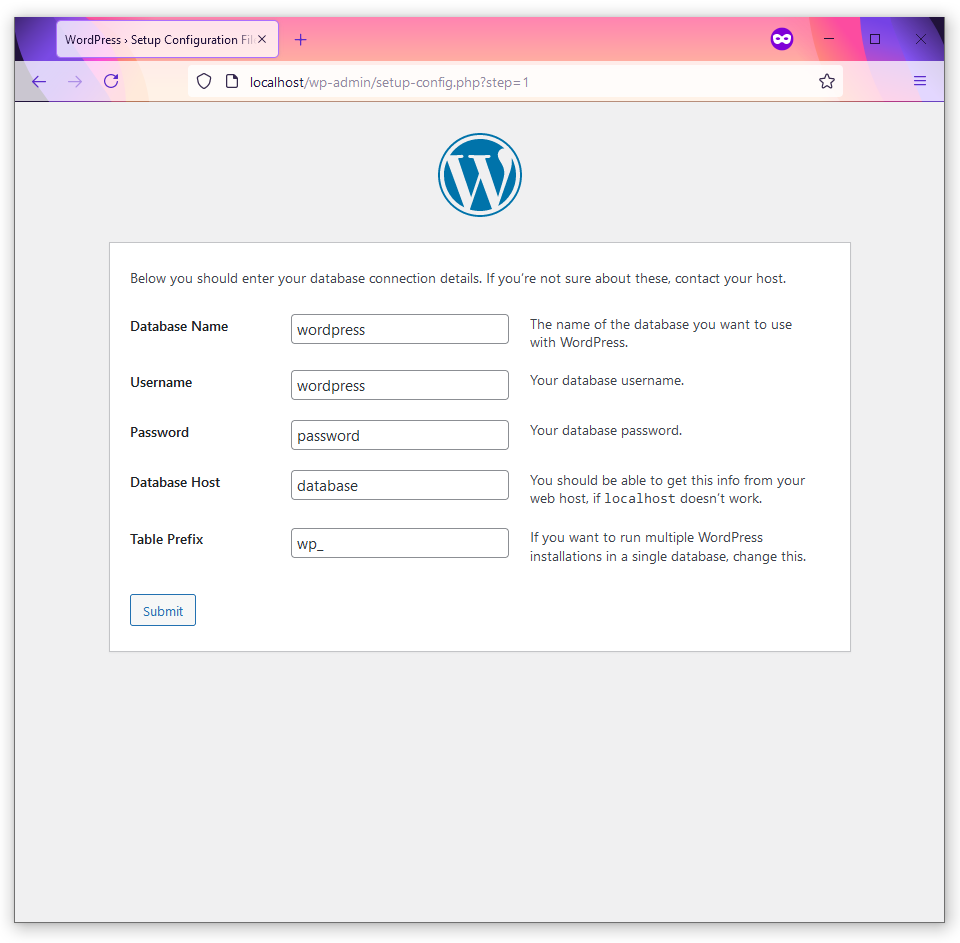 WordPress › Setup Configuration Fil
localhost/wp-admin/setup-config.php?step=1
Below you should enter your database connection details. If you're not sure about these, contact your host.
Database Name
wordpress
The name of the database you want to use
with WordPress.
Username
wordpress
Your database username.
Password
password
Your database password.
Database Host
database
You should be able to get this info from your
web host, if localhost doesn't work.
Table Prefix
wp_
If you want to run multiple WordPress
installations in a single database, change this.
Submit